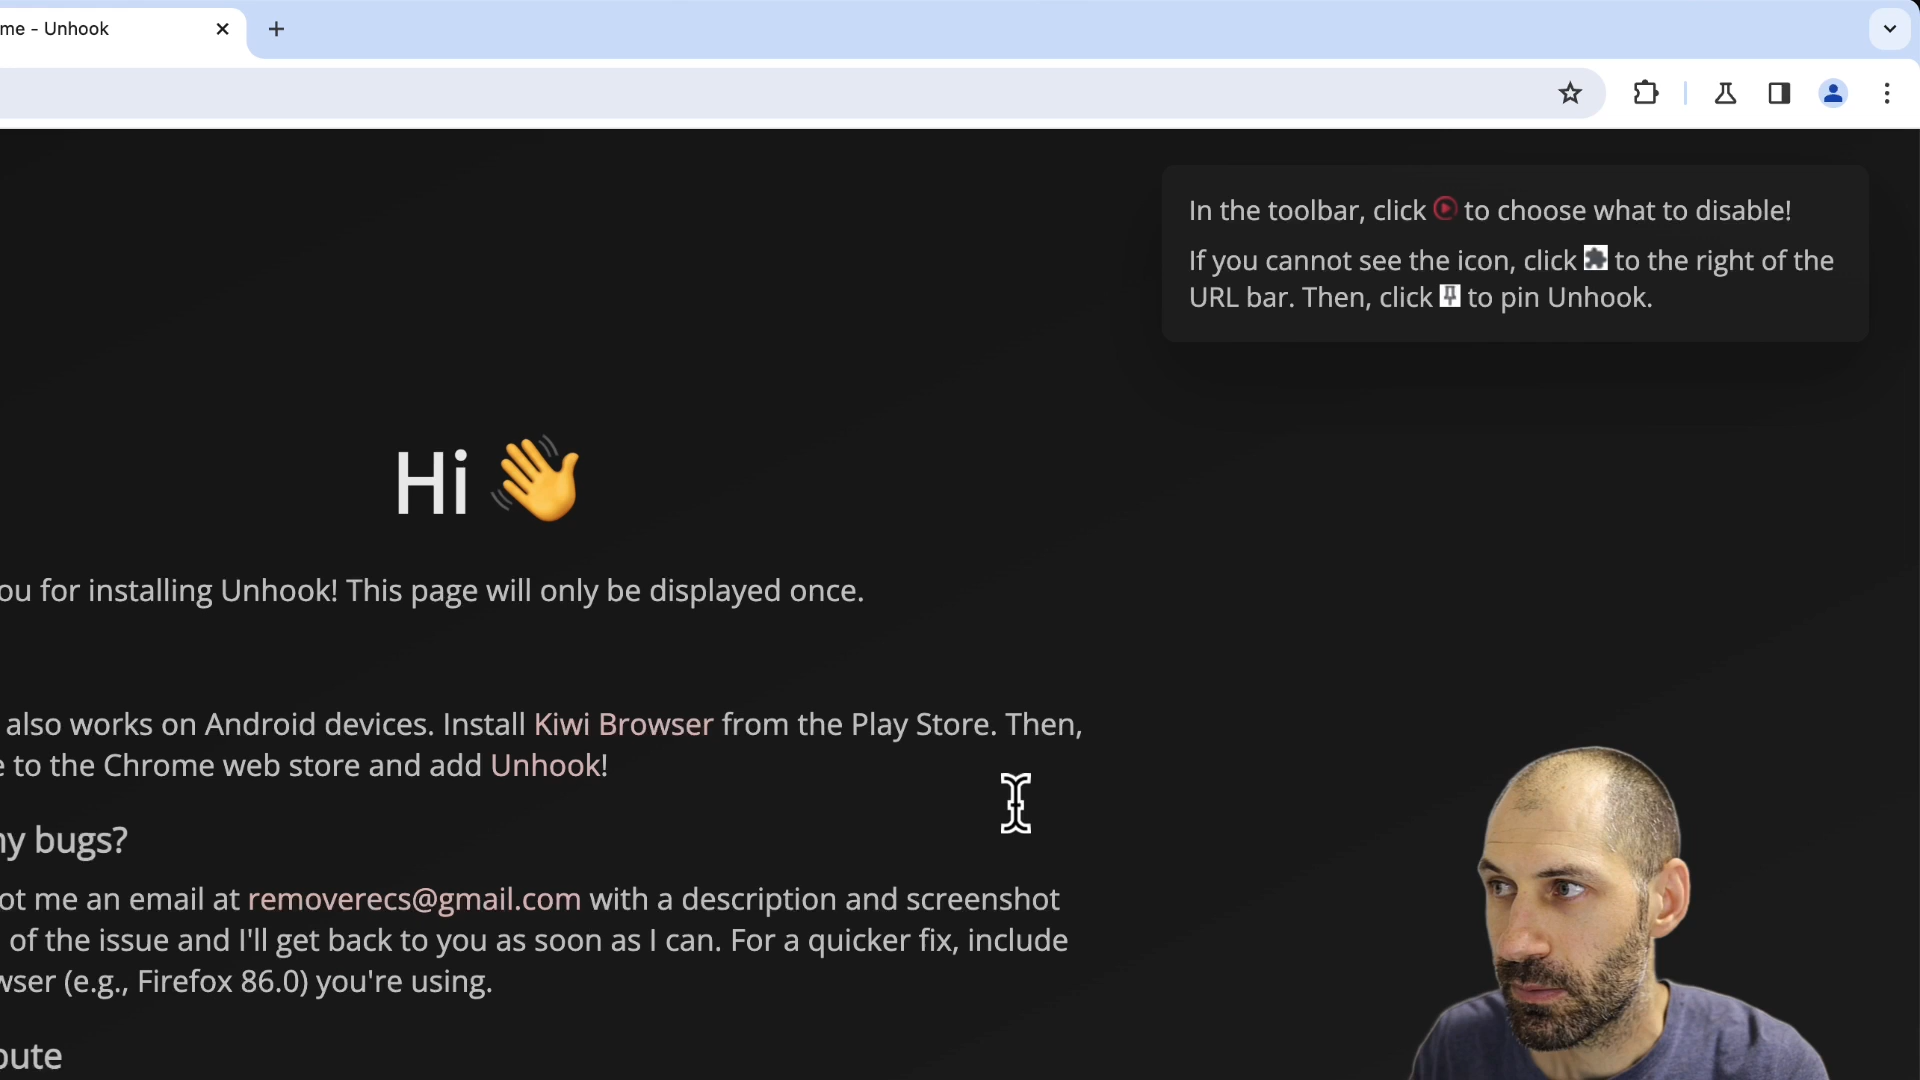 me - Unhook
In the toolbar, click to choose what to disable!
If you cannot see the icon, click to the right of the
URL bar. Then, click to pin Unhook.
Hi 👋
ou for installing Unhook! This page will only be displayed once.
also works on Android devices. Install Kiwi Browser from the Play Store. Then,
e to the Chrome web store and add Unhook!
ny bugs?
ot me an email at removerecs@gmail.com with a description and screenshot
of the issue and I'll get back to you as soon as I can. For a quicker fix, include
wser (e.g., Firefox 86.0) you're using.
bute